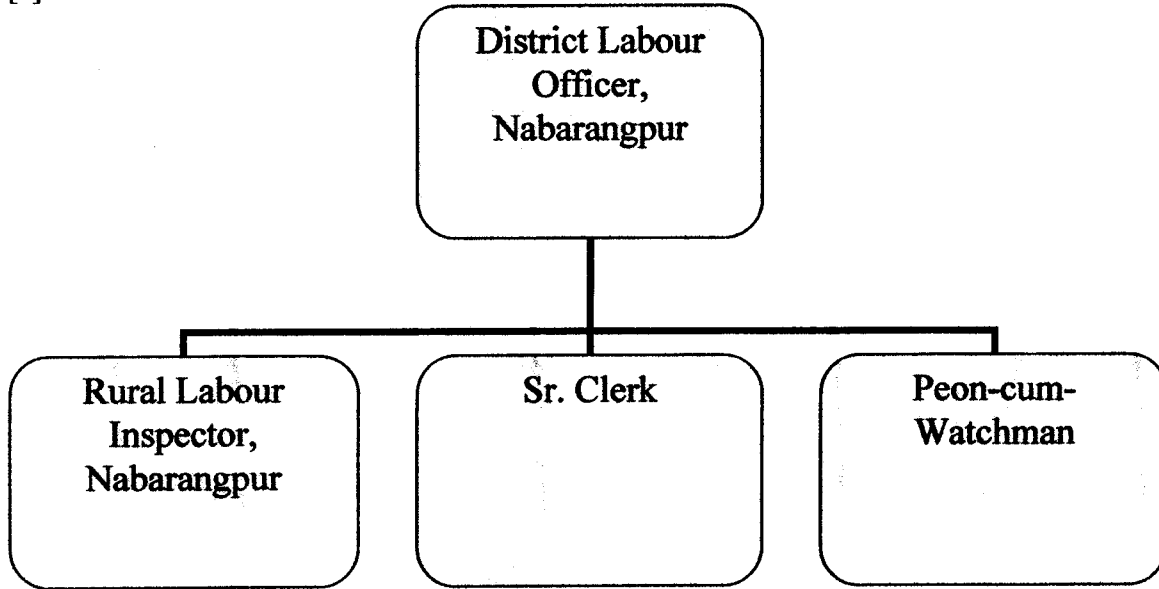 District Labour
Officer,
Nabarangpur
Rural Labour
Inspector,
Nabarangpur
Sr. Clerk
Peon-cum-
Watchman